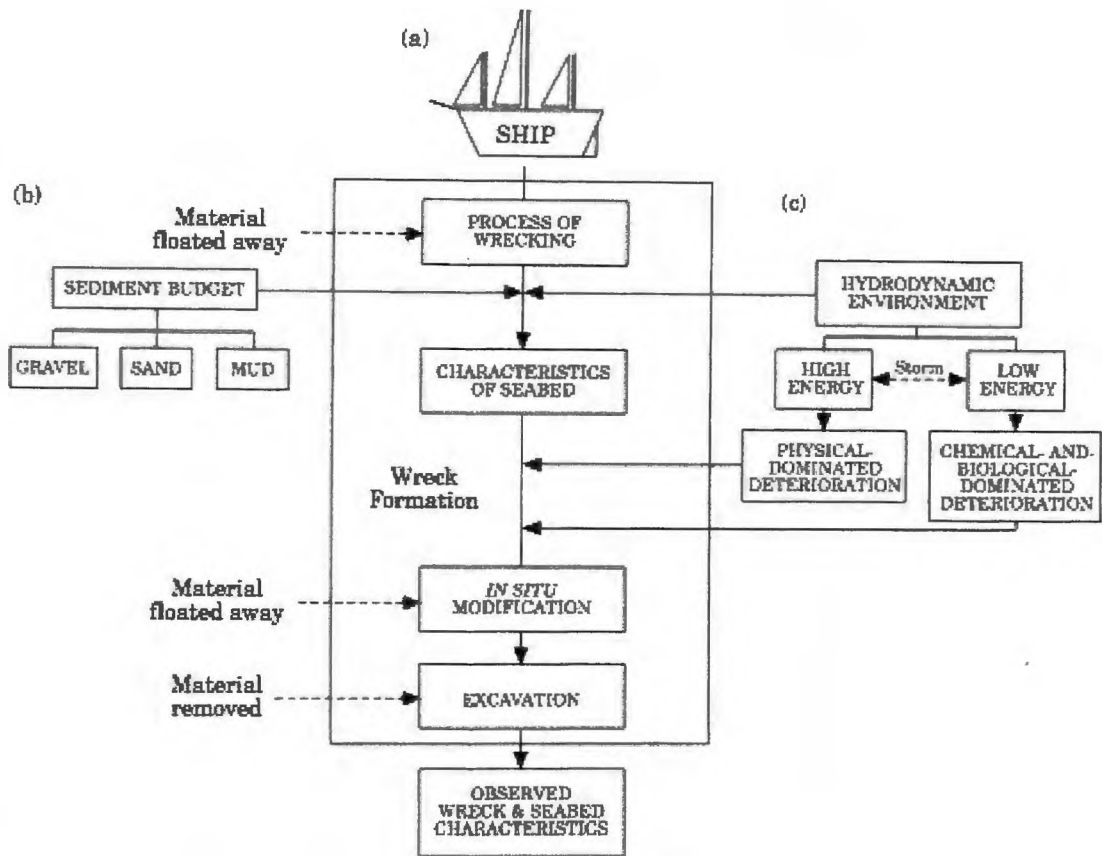 (a)
SHIP
(b)
Material
floated away
PROCESS OF
WRECKING
(c)
SEDIMENT BUDGET
HYDRODYNAMIC
ENVIRONMENT
GRAVEL
SAND
MUD
CHARACTERISTICS
OF SEABED
HIGH
ENERGY
Storm
LOW
ENERGY
PHYSICAL-
DOMINATED
DETERIORATION
CHEMICAL- AND-
BIOLOGICAL-
DOMINATED
DETERIORATION
Wreck
Formation
Material
floated away
IN SITU
MODIFICATION
Material
removed
EXCAVATION
OBSERVED
WRECK & SEABED
CHARACTERISTICS